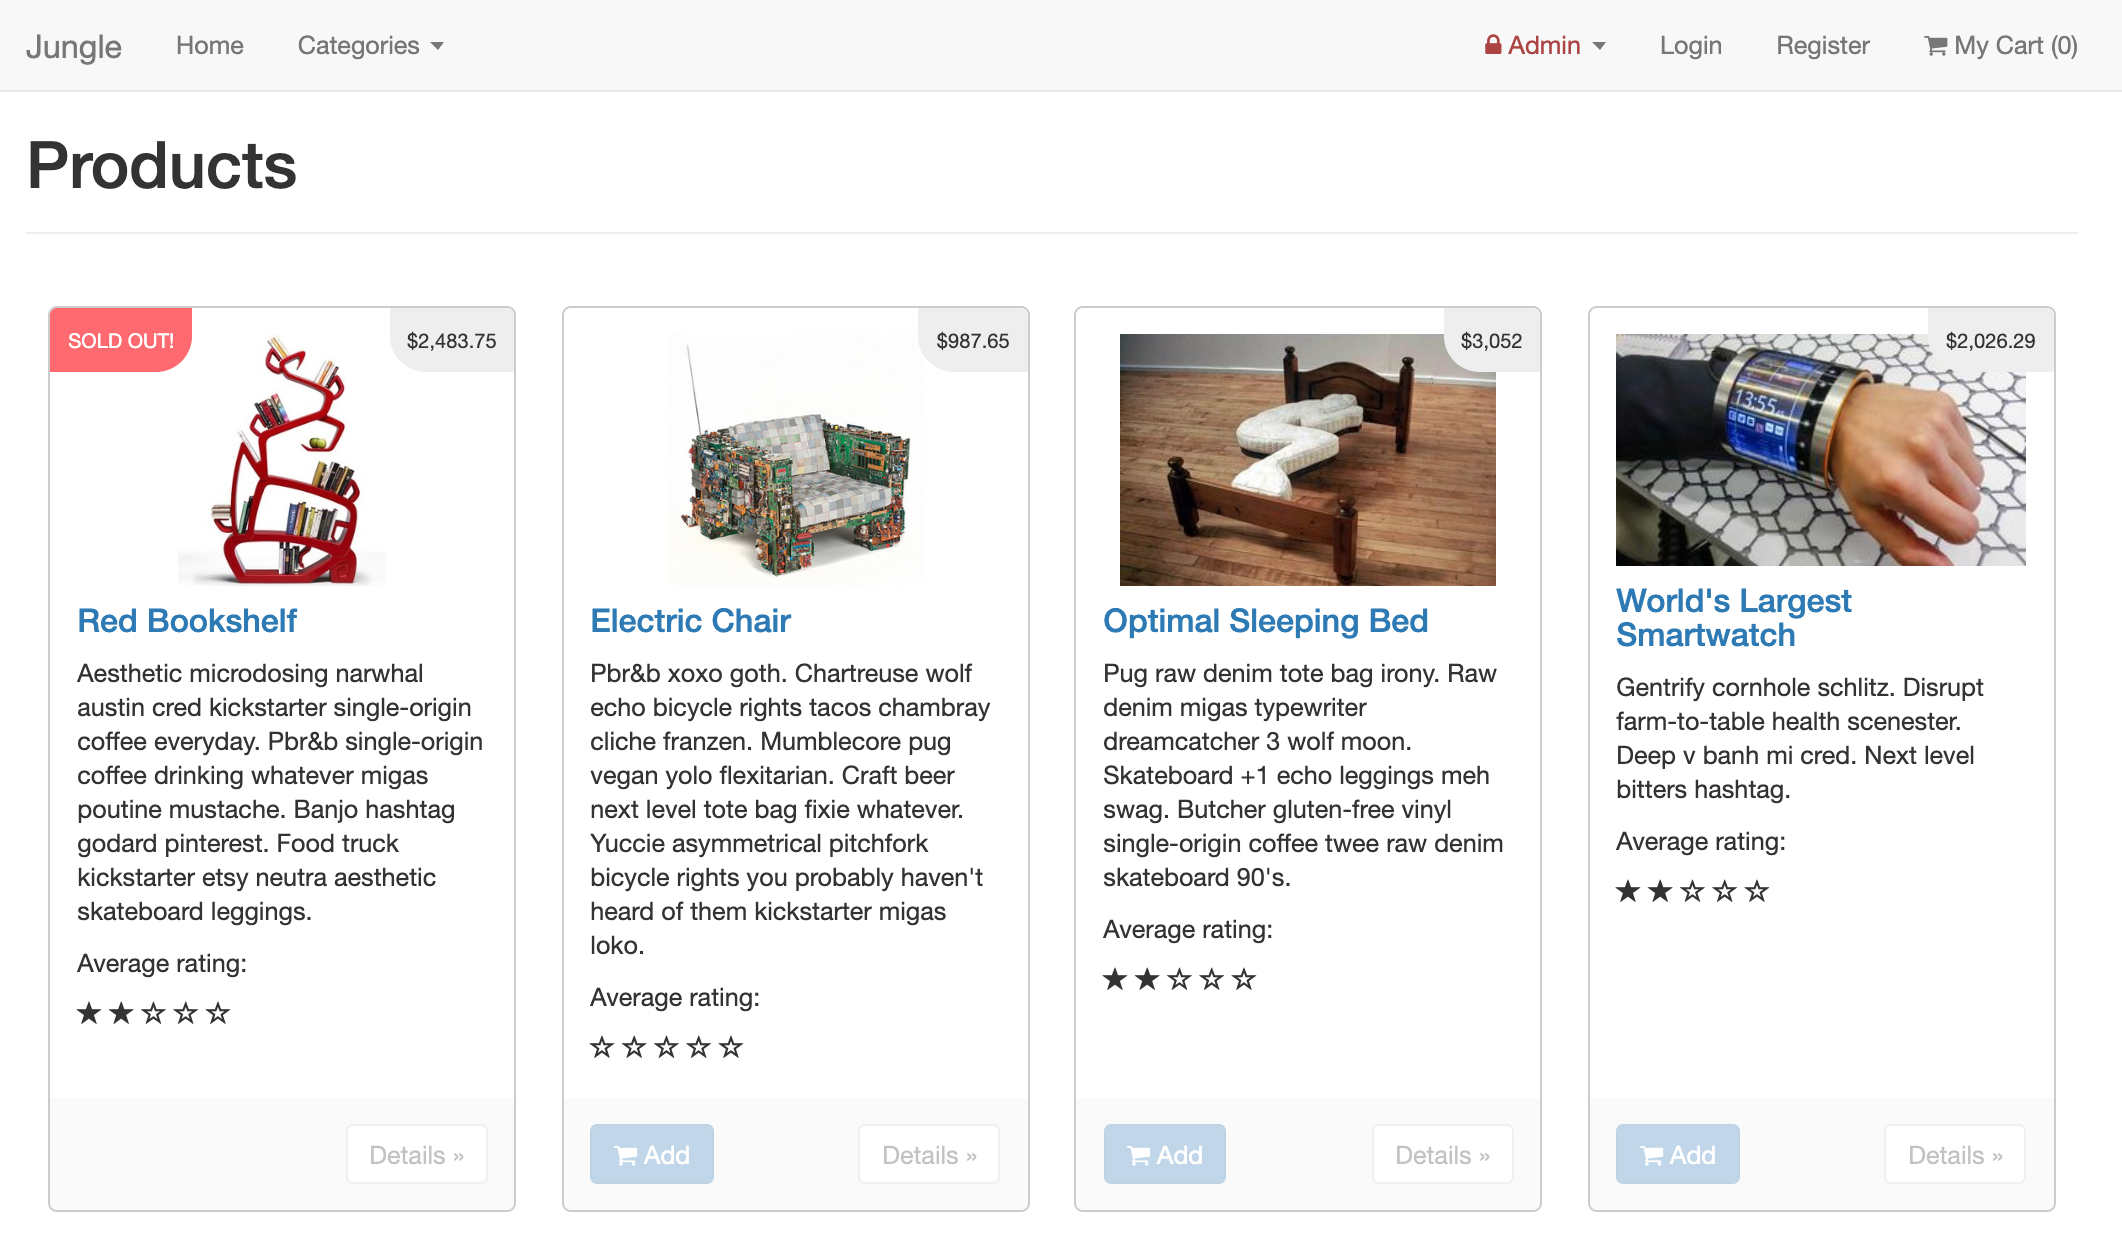 Jungle Home Categories Admin Login Register My Cart (0)
Products
SOLD OUT! $2,483.75
Red Bookshelf
Aesthetic microdosing narwhal
austin cred kickstarter single-origin
coffee everyday. Pbr&b single-origin
coffee drinking whatever migas
poutine mustache. Banjo hashtag
godard pinterest. Food truck
kickstarter etsy neutra aesthetic
skateboard leggings.
Average rating:
★★☆☆☆
Details »
$987.65
Electric Chair
Pbr&b xoxo goth. Chartreuse wolf
echo bicycle rights tacos chambray
cliche franzen. Mumblecore pug
vegan yolo flexitarian. Craft beer
next level tote bag fixie whatever.
Yuccie asymmetrical pitchfork
bicycle rights you probably haven't
heard of them kickstarter migas
loko.
Average rating:
☆☆☆☆☆
Add Details »
$3,052
Optimal Sleeping Bed
Pug raw denim tote bag irony. Raw
denim migas typewriter
dreamcatcher 3 wolf moon.
Skateboard +1 echo leggings meh
swag. Butcher gluten-free vinyl
single-origin coffee twee raw denim
skateboard 90's.
Average rating:
★★☆☆☆
Add Details »
$2,026.29
13:55
World's Largest
Smartwatch
Gentrify cornhole schlitz. Disrupt
farm-to-table health scenester.
Deep v banh mi cred. Next level
bitters hashtag.
Average rating:
★★☆☆☆
Add Details »